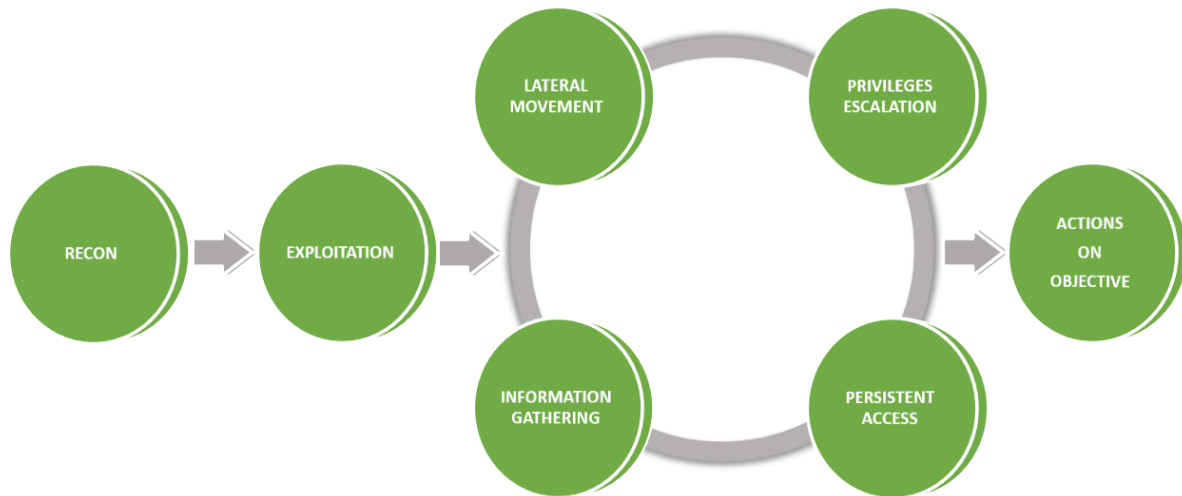 RECON
EXPLOITATION
LATERAL
MOVEMENT
PRIVILEGES
ESCALATION
INFORMATION
GATHERING
PERSISTENT
ACCESS
ACTIONS
ON
OBJECTIVE